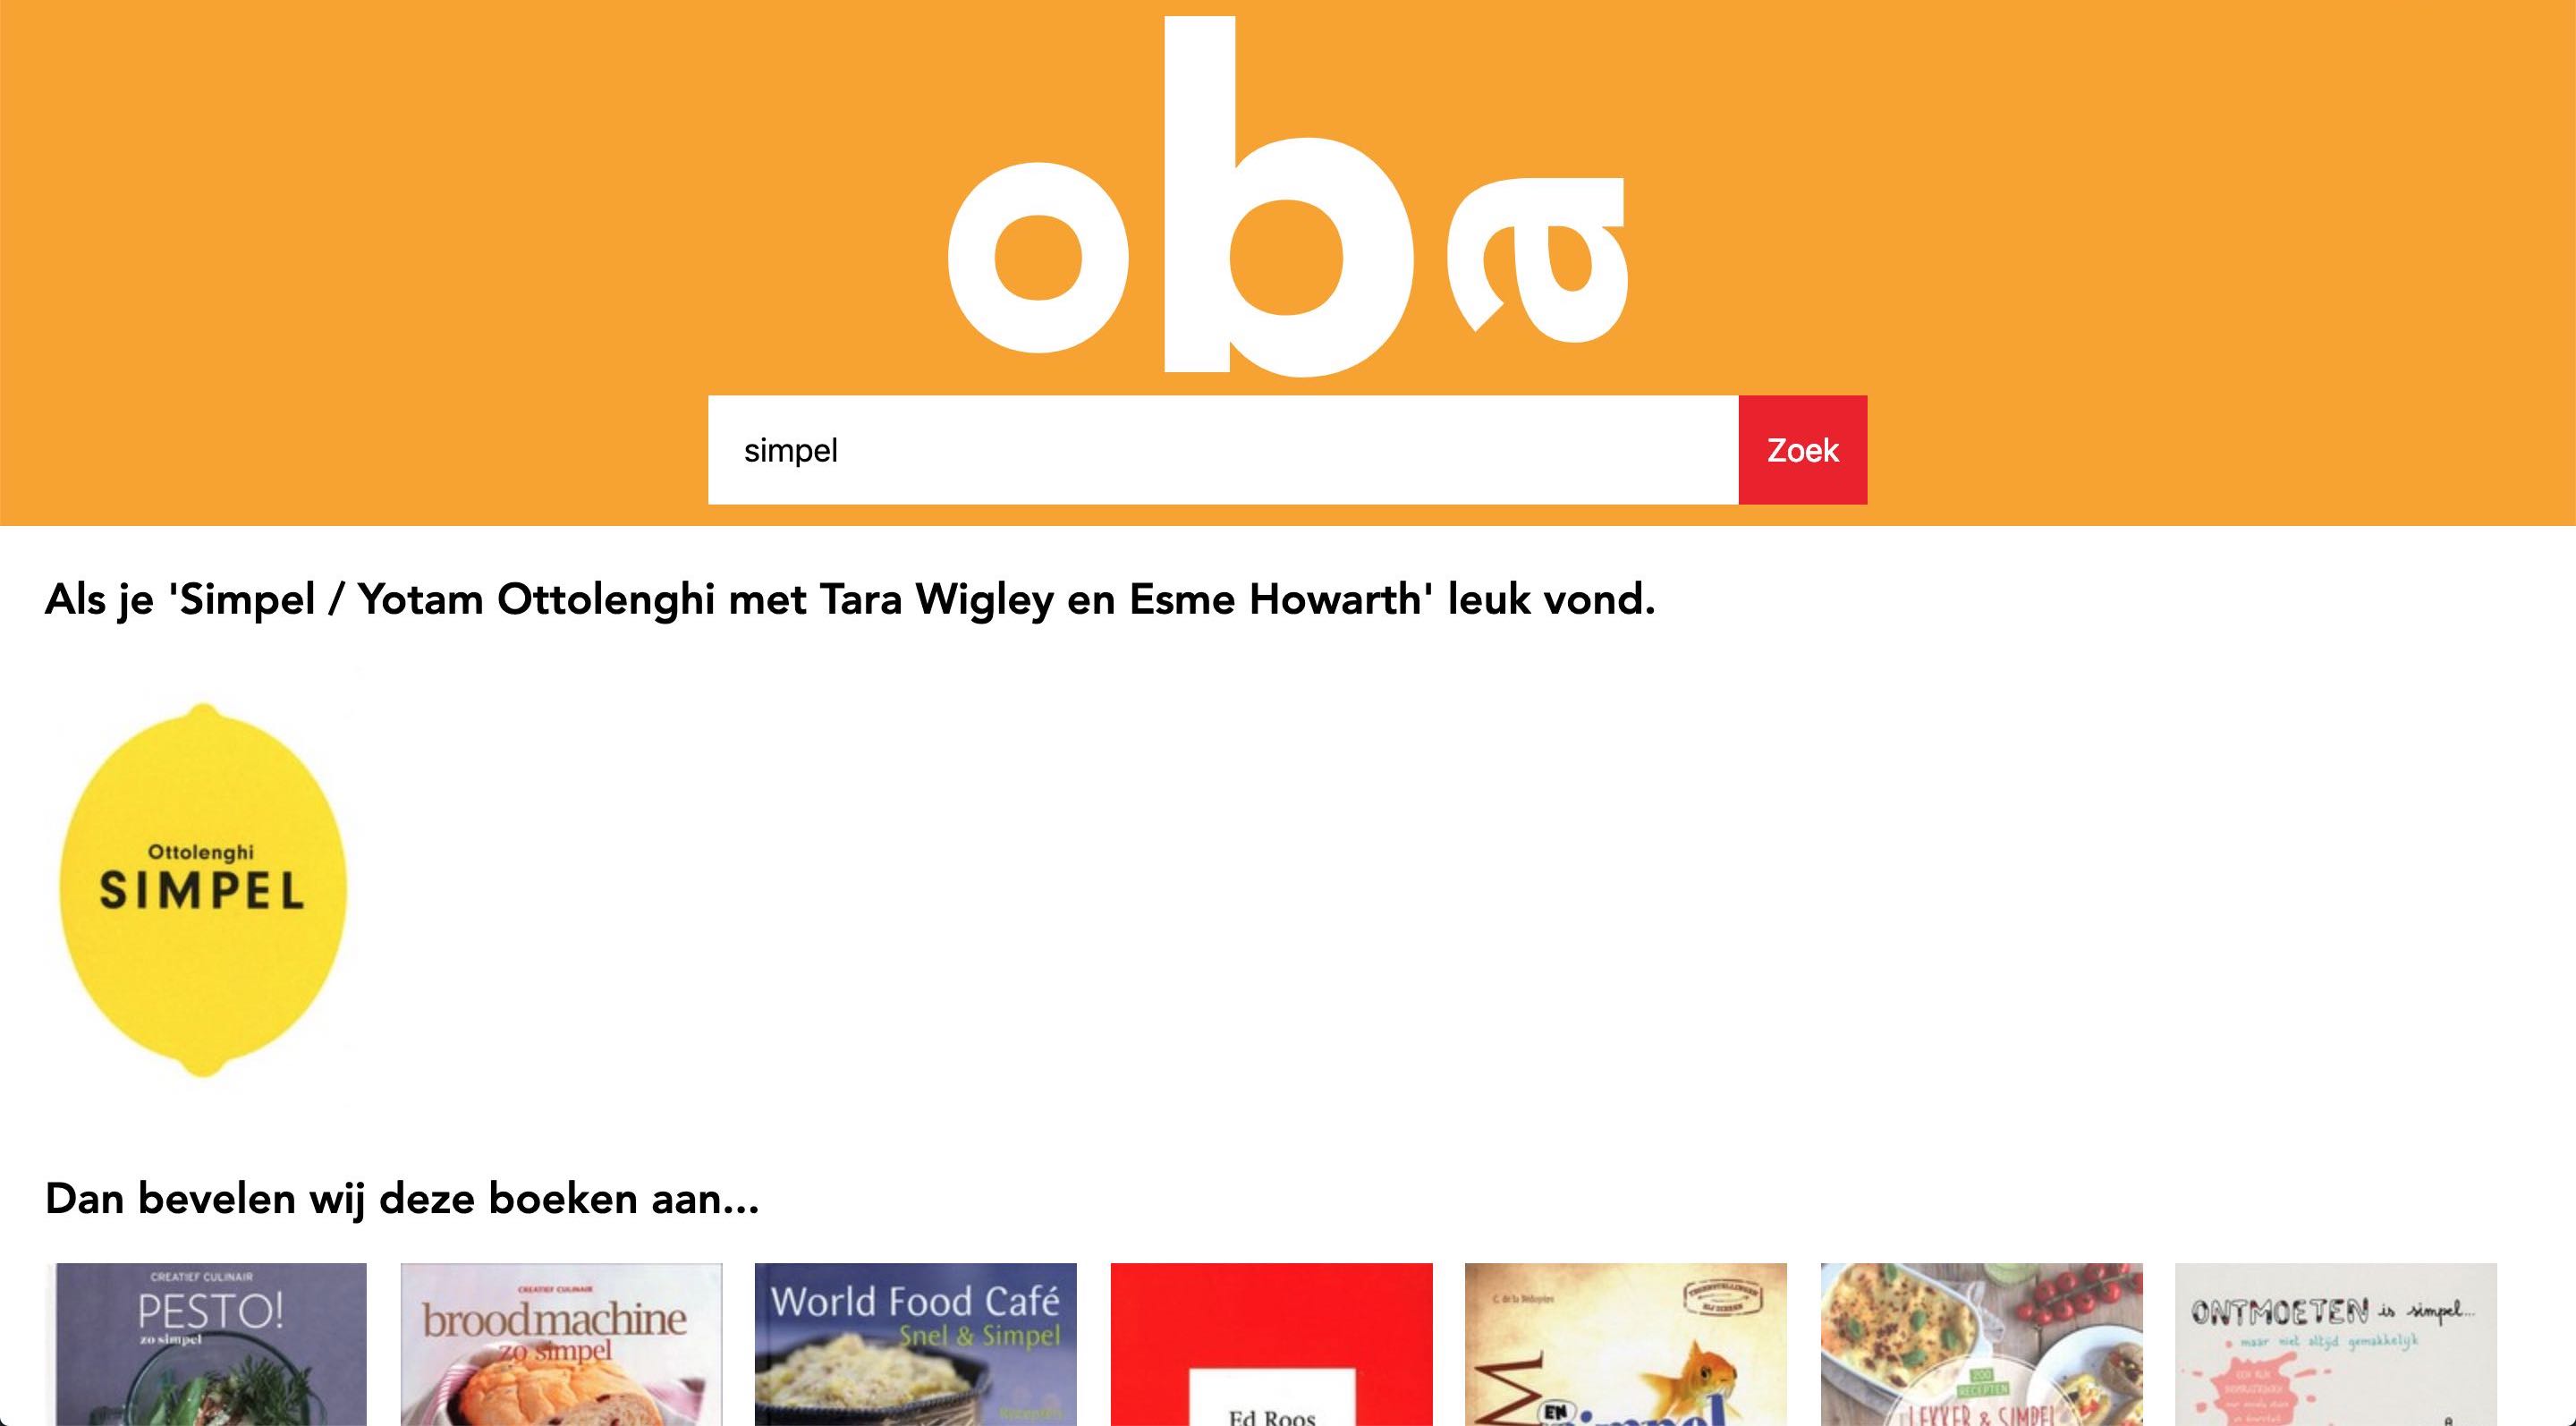 oba
simpel
Zoek
Als je 'Simpel / Yotam Ottolenghi met Tara Wigley en Esme Howarth' leuk vond.
Ottolenghi
SIMPEL
Dan bevelen wij deze boeken aan...
CREATIEF CULINAIR
PESTO!
zo simpel
CREATIEF CULINAIR
broodmachine
zo simpel
World Food Café
Snel & Simpel
Recepten
Ed Roos
EN
simpel
200
RECEPTEN
LEKKER & SIMPEL
ONTMOETEN is simpel...
maar niet altijd gemakkelijk